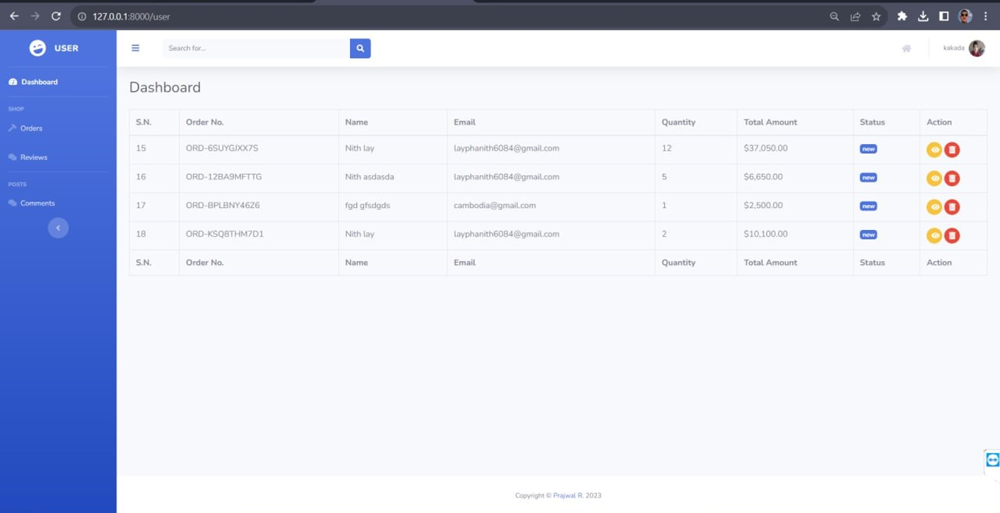 127.0.0.1:8000/user
USER
Search for...
kakada
Dashboard
SHOP
Orders
Reviews
POSTS
Comments
Dashboard
S.N. Order No. Name Email Quantity Total Amount Status Action
15 ORD-6SUYGJXX7S Nith lay layphanith6084@gmail.com 12 $37,050.00 new
16 ORD-12BA9MFTTG Nith asdasda layphanith6084@gmail.com 5 $6,650.00 new
17 ORD-BPLBNY46Z6 fgd gfsdgds cambodia@gmail.com 1 $2,500.00 new
18 ORD-KSQ8THM7D1 Nith lay layphanith6084@gmail.com 2 $10,100.00 new
S.N. Order No. Name Email Quantity Total Amount Status Action
Copyright © Prajwal R. 2023